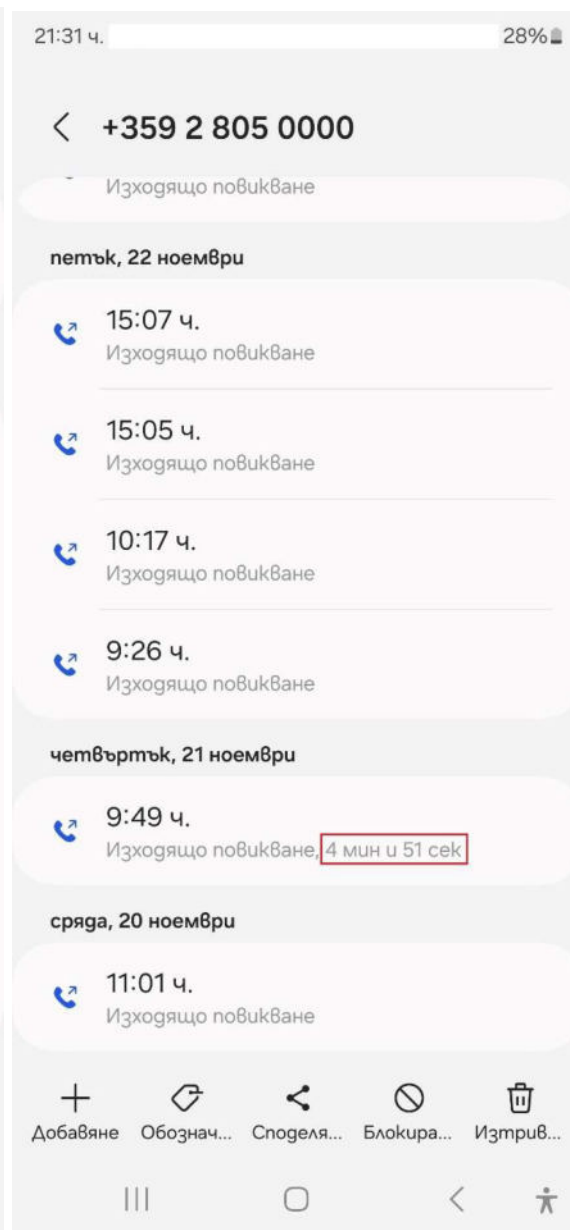 21:31 ч.
28%
+359 2 805 0000
Изходящо повикване
петък, 22 ноември
15:07 ч.
Изходящо повикване
15:05 ч.
Изходящо повикване
10:17 ч.
Изходящо повикване
9:26 ч.
Изходящо повикване
четвъртък, 21 ноември
9:49 ч.
Изходящо повикване, 4 мин и 51 сек
сряда, 20 ноември
11:01 ч.
Изходящо повикване
Добавяне Обознач... Споделя... Блокира... Изтрив...